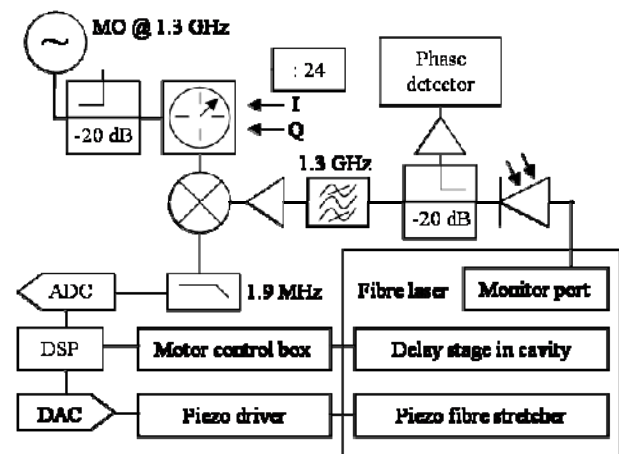 MO @ 1.3 GHz
: 24
Phase
detector
I
Q
-20 dB
1.3 GHz
-20 dB
ADC
1.9 MHz
Fibre laser
Monitor port
DSP
Motor control box
Delay stage in cavity
DAC
Piezo driver
Piezo fibre stretcher